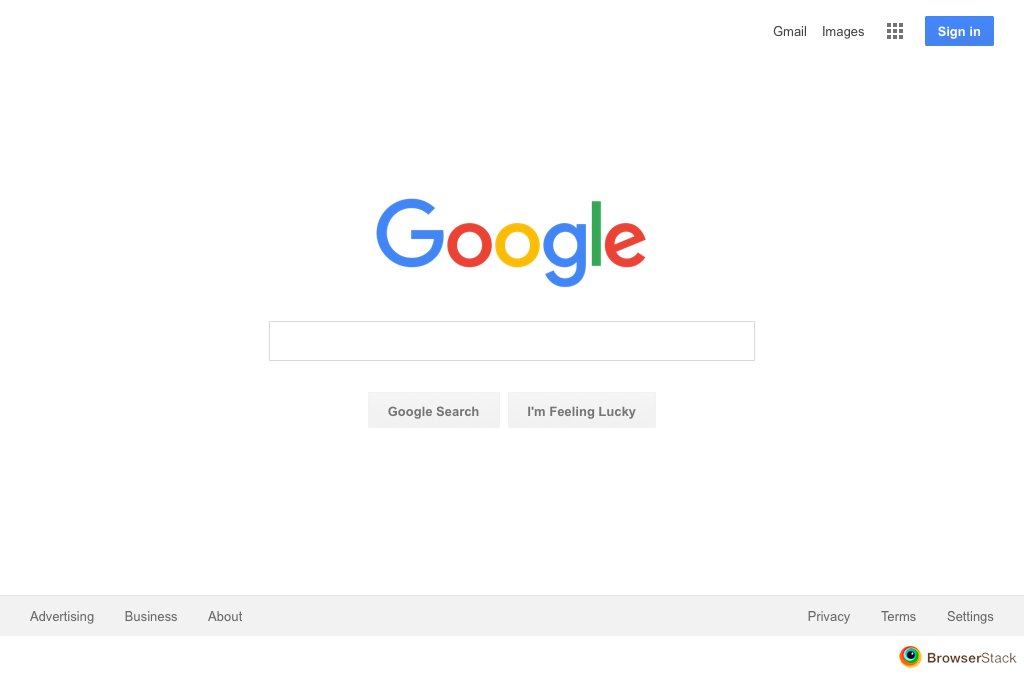 Gmail Images Sign in
Google
Google Search I'm Feeling Lucky
Advertising Business About Privacy Terms Settings
BrowserStack